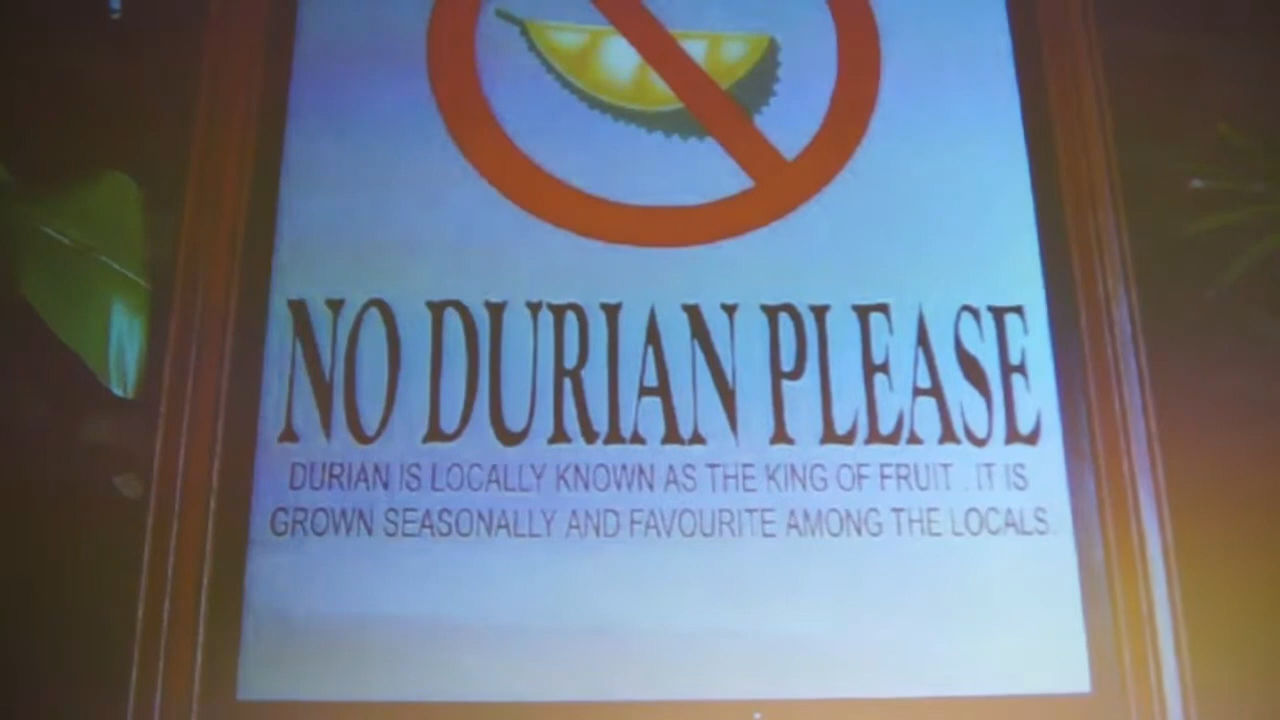 NO DURIAN PLEASE
DURIAN IS LOCALLY KNOWN AS THE KING OF FRUIT . IT IS
GROWN SEASONALLY AND FAVOURITE AMONG THE LOCALS.